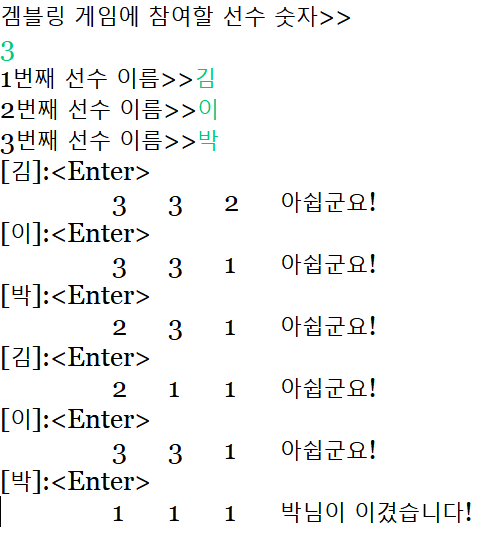 겜블링 게임에 참여할 선수 숫자>>
3
1번째 선수 이름>>김
2번째 선수 이름>>이
3번째 선수 이름>>박
[김]:<Enter>
3 3 2 아쉽군요!
[이]:<Enter>
3 3 1 아쉽군요!
[박]:<Enter>
2 3 1 아쉽군요!
[김]:<Enter>
2 1 1 아쉽군요!
[이]:<Enter>
3 3 1 아쉽군요!
[박]:<Enter>
1 1 1 박님이 이겼습니다!